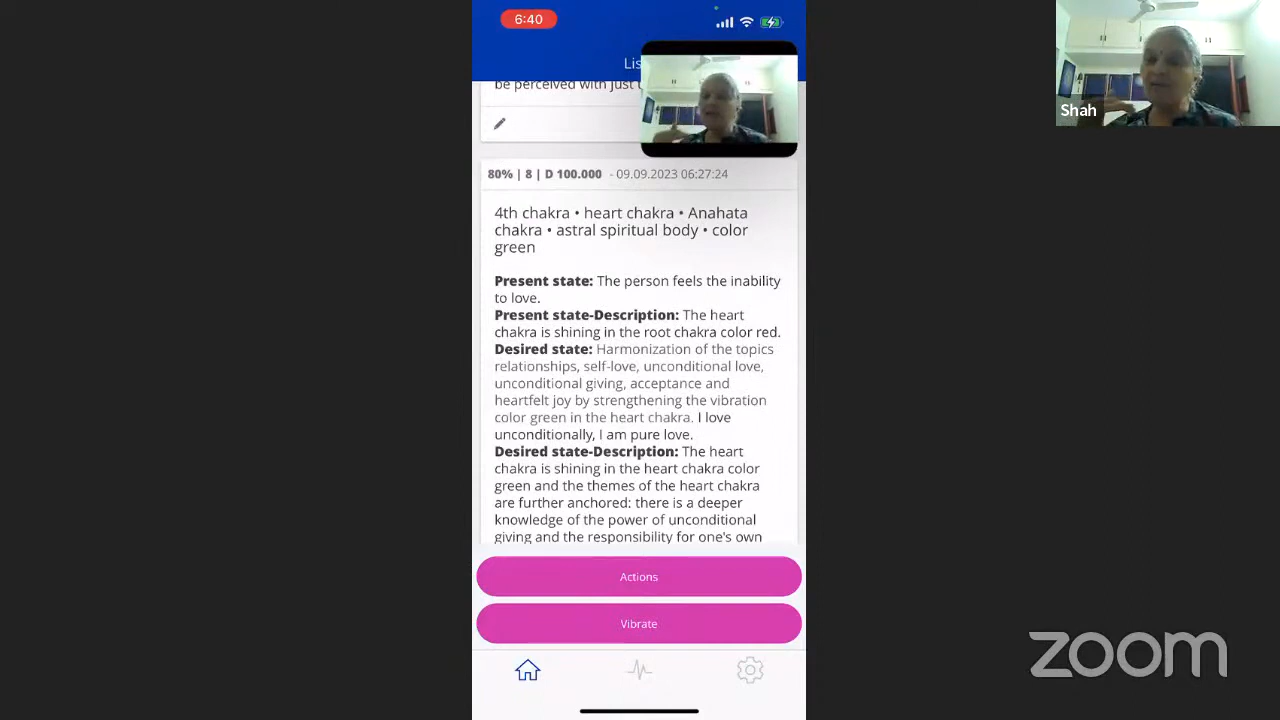 6:40
Lis
be perceived with just
80% | 8 | D 100.000 - 09.09.2023 06:27:24
4th chakra • heart chakra • Anahata
chakra • astral spiritual body • color
green
Present state: The person feels the inability
to love.
Present state-Description: The heart
chakra is shining in the root chakra color red.
Desired state: Harmonization of the topics
relationships, self-love, unconditional love,
unconditional giving, acceptance and
heartfelt joy by strengthening the vibration
color green in the heart chakra. I love
unconditionally, I am pure love.
Desired state-Description: The heart
chakra is shining in the heart chakra color
green and the themes of the heart chakra
are further anchored: there is a deeper
knowledge of the power of unconditional
giving and the responsibility for one's own
Actions
Vibrate
Shah
zoom